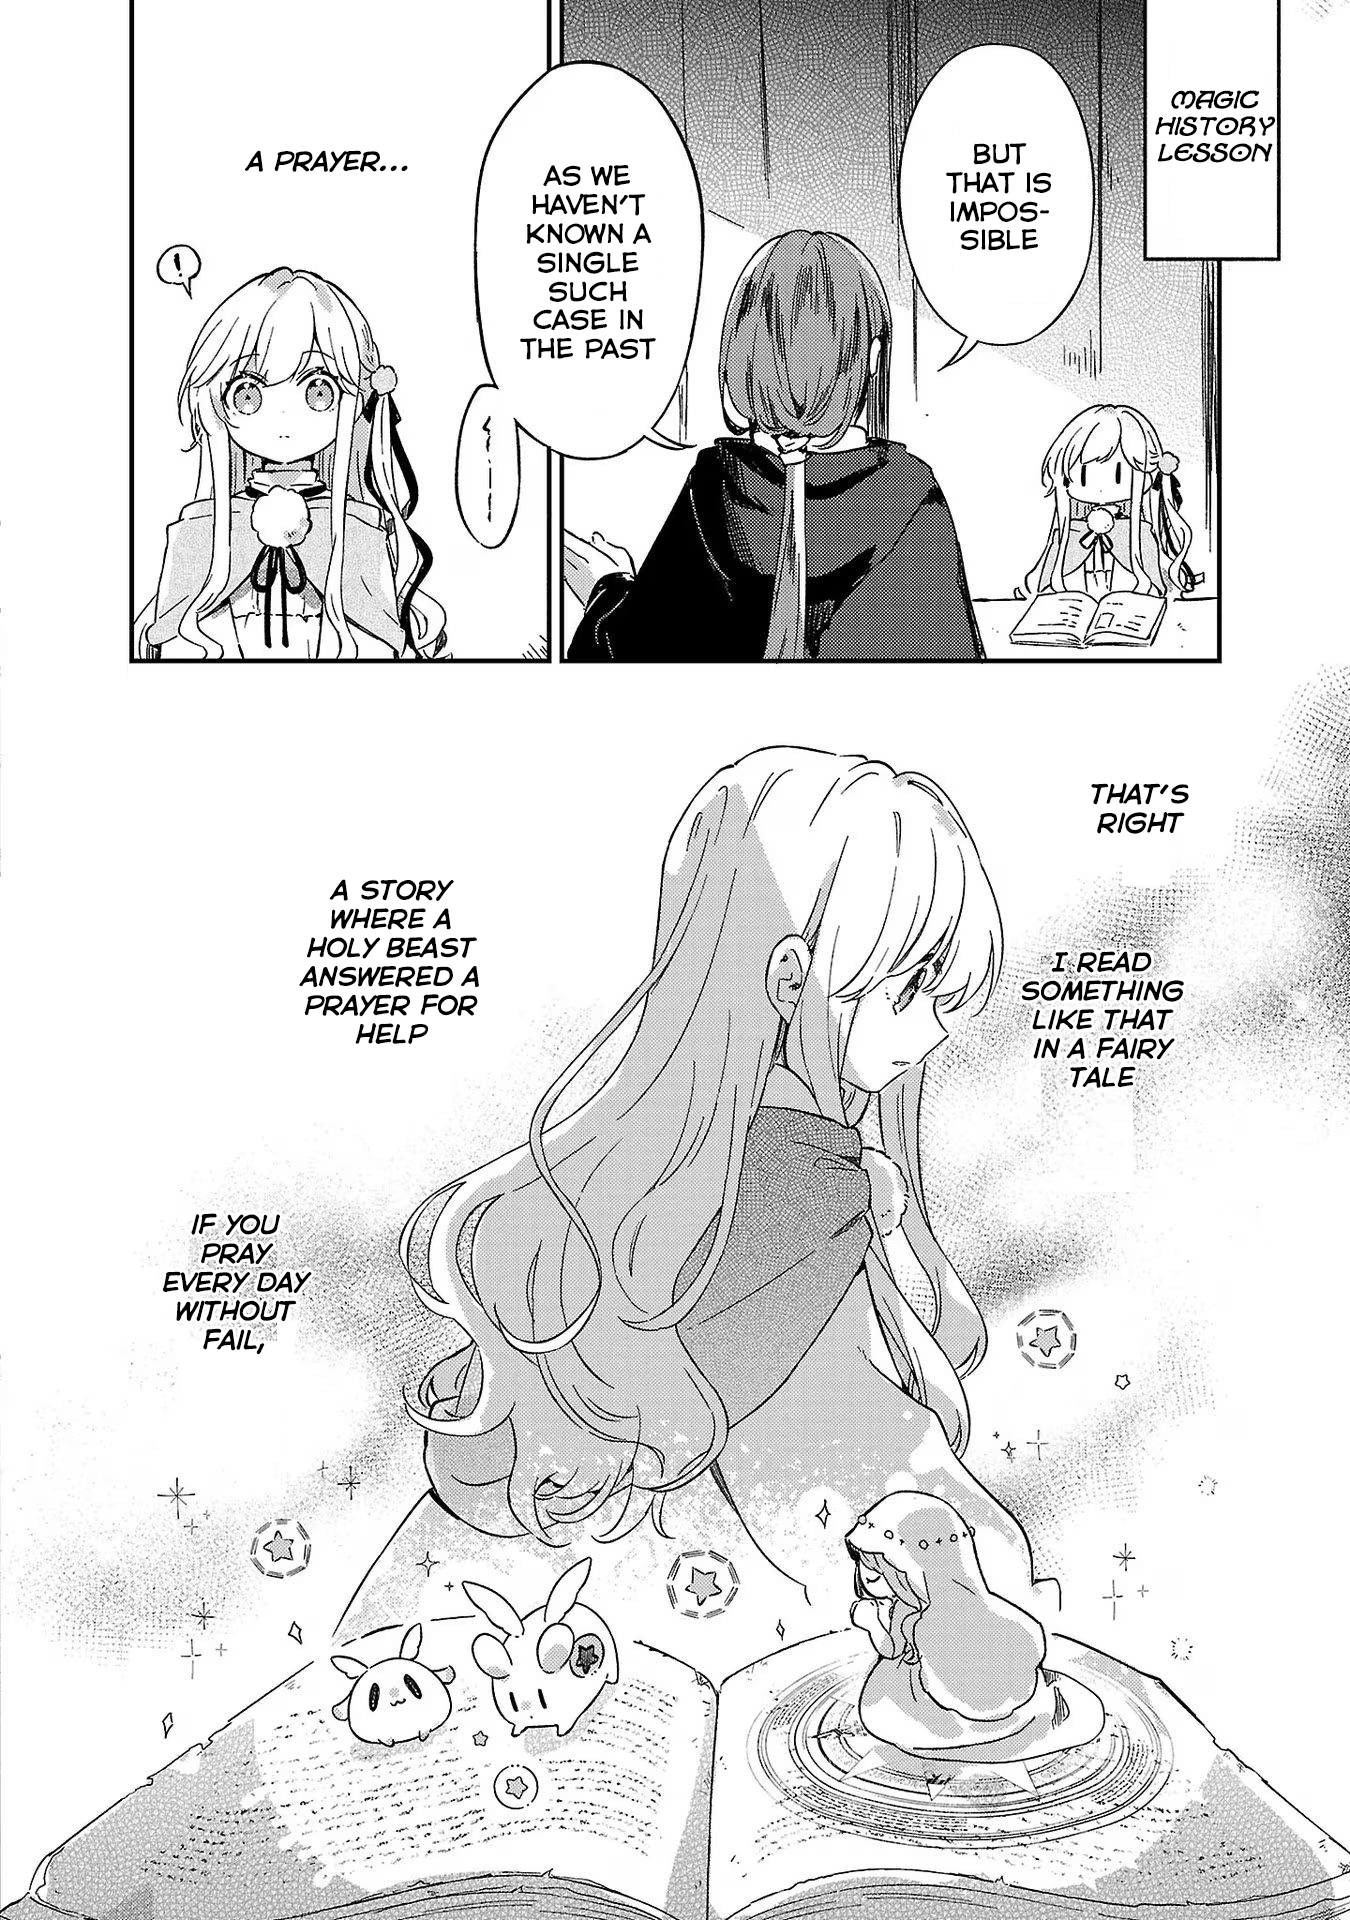 MAGIC
HISTORY
LESSON
BUT
THAT IS
IMPOS-
SIBLE
AS WE
HAVEN'T
KNOWN A
SINGLE
SUCH
CASE IN
THE PAST
A PRAYER...
!
THAT'S
RIGHT
I READ
SOMETHING
LIKE THAT
IN A FAIRY
TALE
A STORY
WHERE A
HOLY BEAST
ANSWERED A
PRAYER FOR
HELP
IF YOU
PRAY
EVERY DAY
WITHOUT
FAIL,